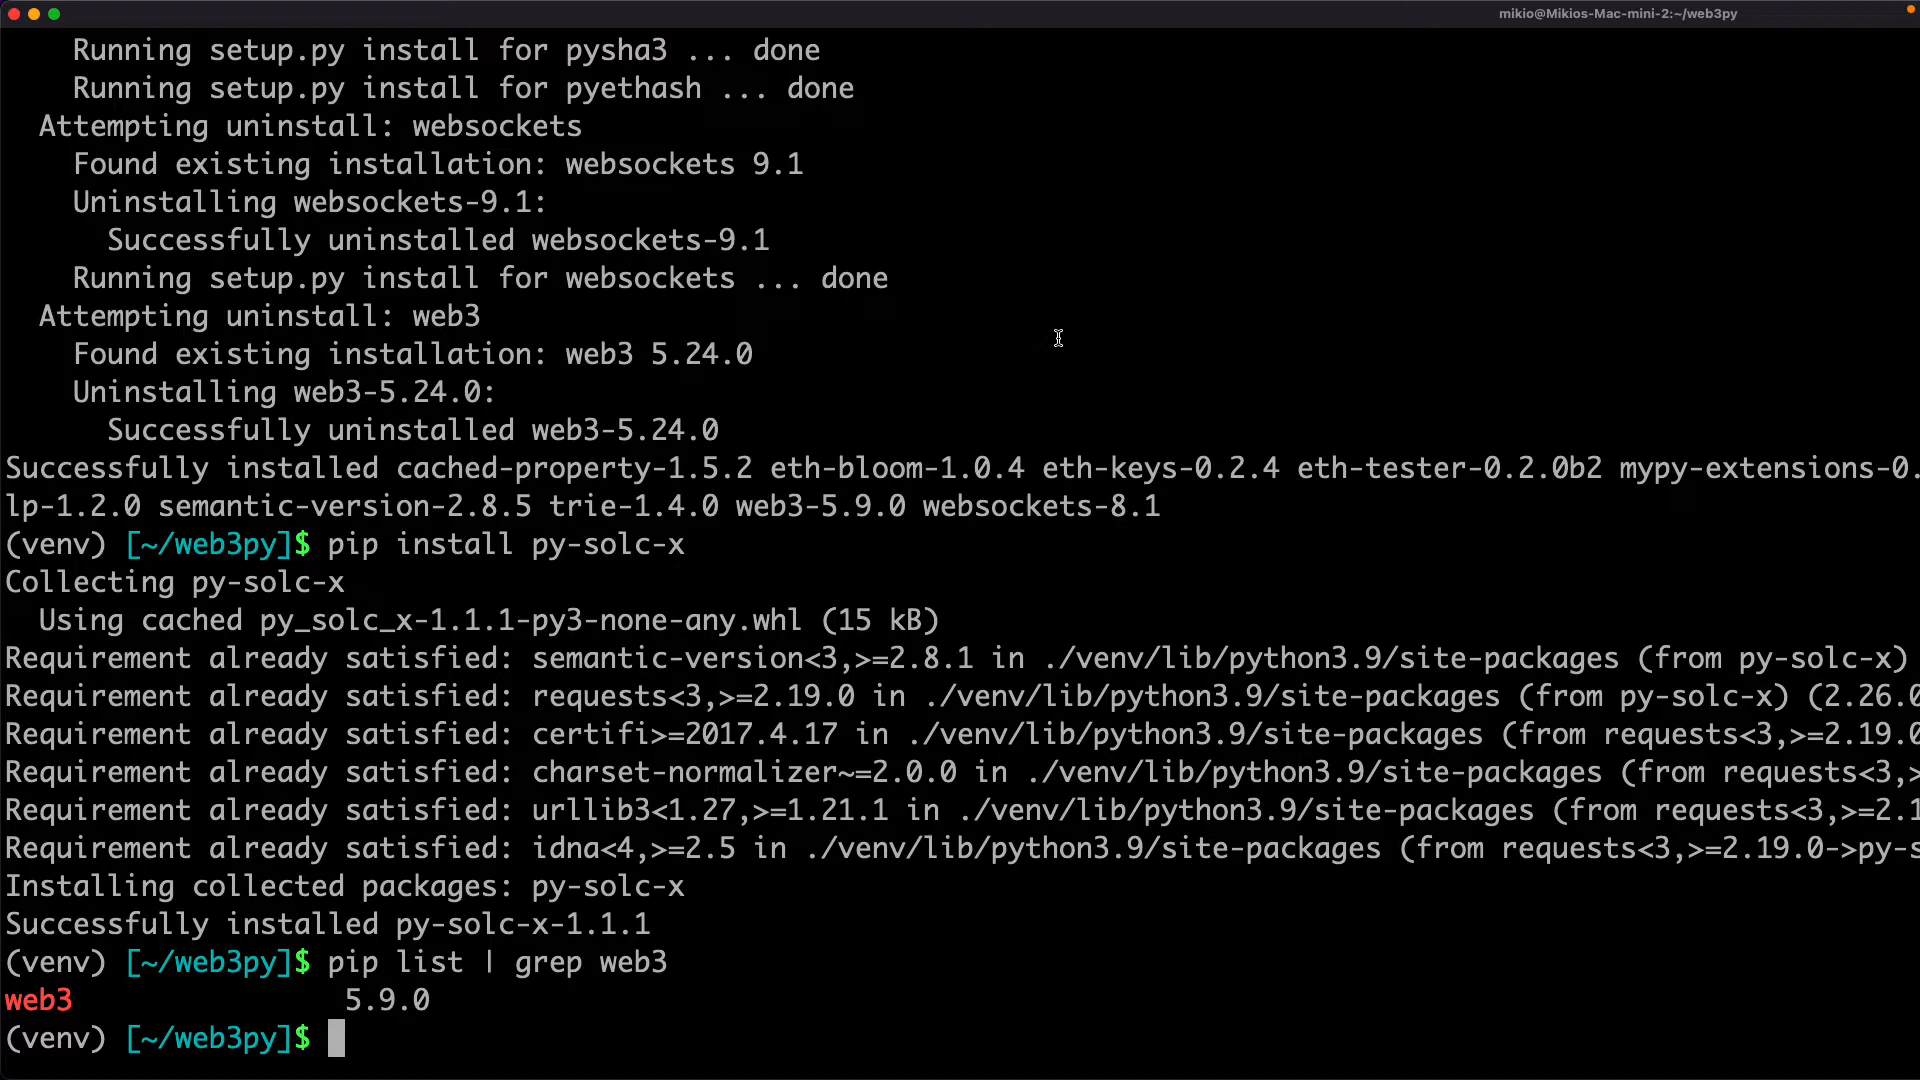 mikio@Mikios-Mac-mini-2:~/web3py
Running setup.py install for pysha3 ... done
Running setup.py install for pyethash ... done
Attempting uninstall: websockets
Found existing installation: websockets 9.1
Uninstalling websockets-9.1:
Successfully uninstalled websockets-9.1
Running setup.py install for websockets ... done
Attempting uninstall: web3
Found existing installation: web3 5.24.0
Uninstalling web3-5.24.0:
Successfully uninstalled web3-5.24.0
Successfully installed cached-property-1.5.2 eth-bloom-1.0.4 eth-keys-0.2.4 eth-tester-0.2.0b2 mypy-extensions-0.
lp-1.2.0 semantic-version-2.8.5 trie-1.4.0 web3-5.9.0 websockets-8.1
(venv) [~/web3py]$ pip install py-solc-x
Collecting py-solc-x
Using cached py_solc_x-1.1.1-py3-none-any.whl (15 kB)
Requirement already satisfied: semantic-version<3,>=2.8.1 in ./venv/lib/python3.9/site-packages (from py-solc-x)
Requirement already satisfied: requests<3,>=2.19.0 in ./venv/lib/python3.9/site-packages (from py-solc-x) (2.26.0
Requirement already satisfied: certifi>=2017.4.17 in ./venv/lib/python3.9/site-packages (from requests<3,>=2.19.0
Requirement already satisfied: charset-normalizer~=2.0.0 in ./venv/lib/python3.9/site-packages (from requests<3,>
Requirement already satisfied: urllib3<1.27,>=1.21.1 in ./venv/lib/python3.9/site-packages (from requests<3,>=2.1
Requirement already satisfied: idna<4,>=2.5 in ./venv/lib/python3.9/site-packages (from requests<3,>=2.19.0->py-s
Installing collected packages: py-solc-x
Successfully installed py-solc-x-1.1.1
(venv) [~/web3py]$ pip list | grep web3
web3 5.9.0
(venv) [~/web3py]$